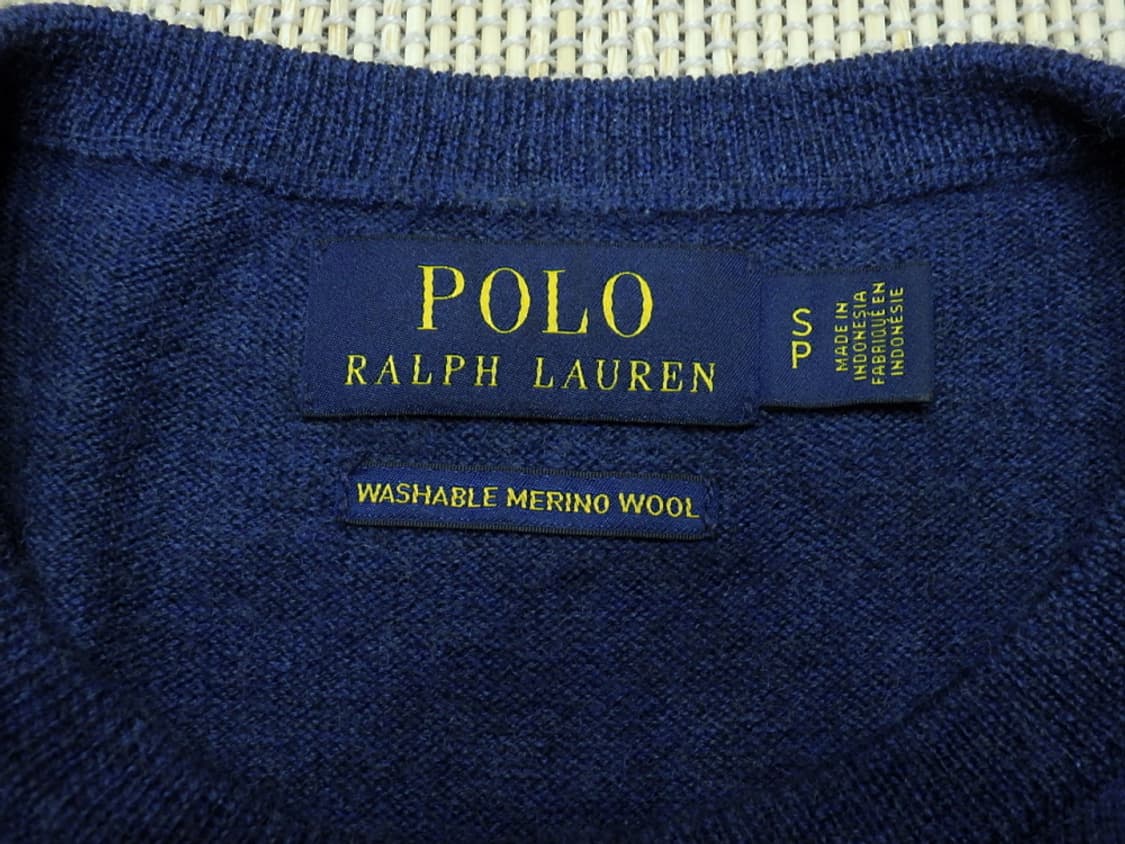 POLO
RALPH LAUREN
S
P
MADE IN
INDONESIA
FABRIQUÉ EN
INDONÉSIE
WASHABLE MERINO WOOL